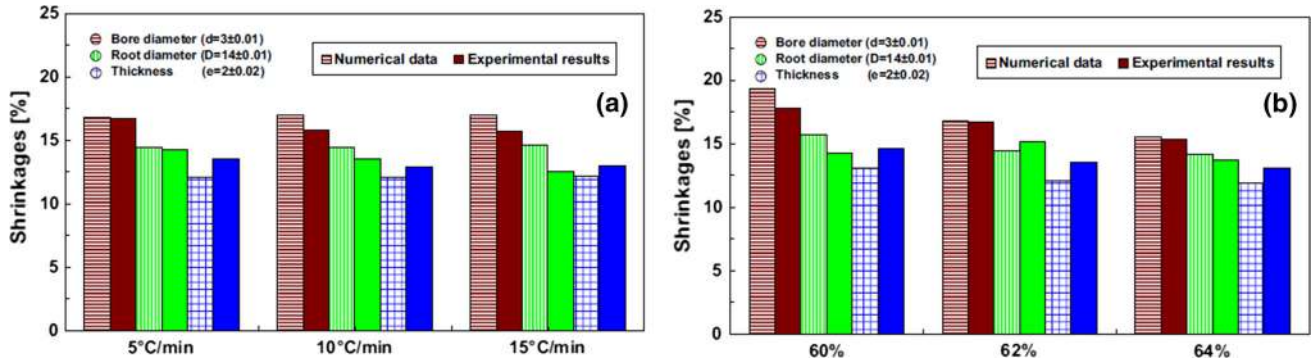 25
20
15
10
5
0
Shrinkages [%]
Bore diameter (d=3±0.01)
Root diameter (D=14±0.01)
Thickness (e=2±0.02)
Numerical data Experimental results
(a)
5°C/min 10°C/min 15°C/min
25
20
15
10
5
0
Shrinkages [%]
Bore diameter (d=3±0.01)
Root diameter (D=14±0.01)
Thickness (e=2±0.02)
Numerical data Experimental results
(b)
60% 62% 64%